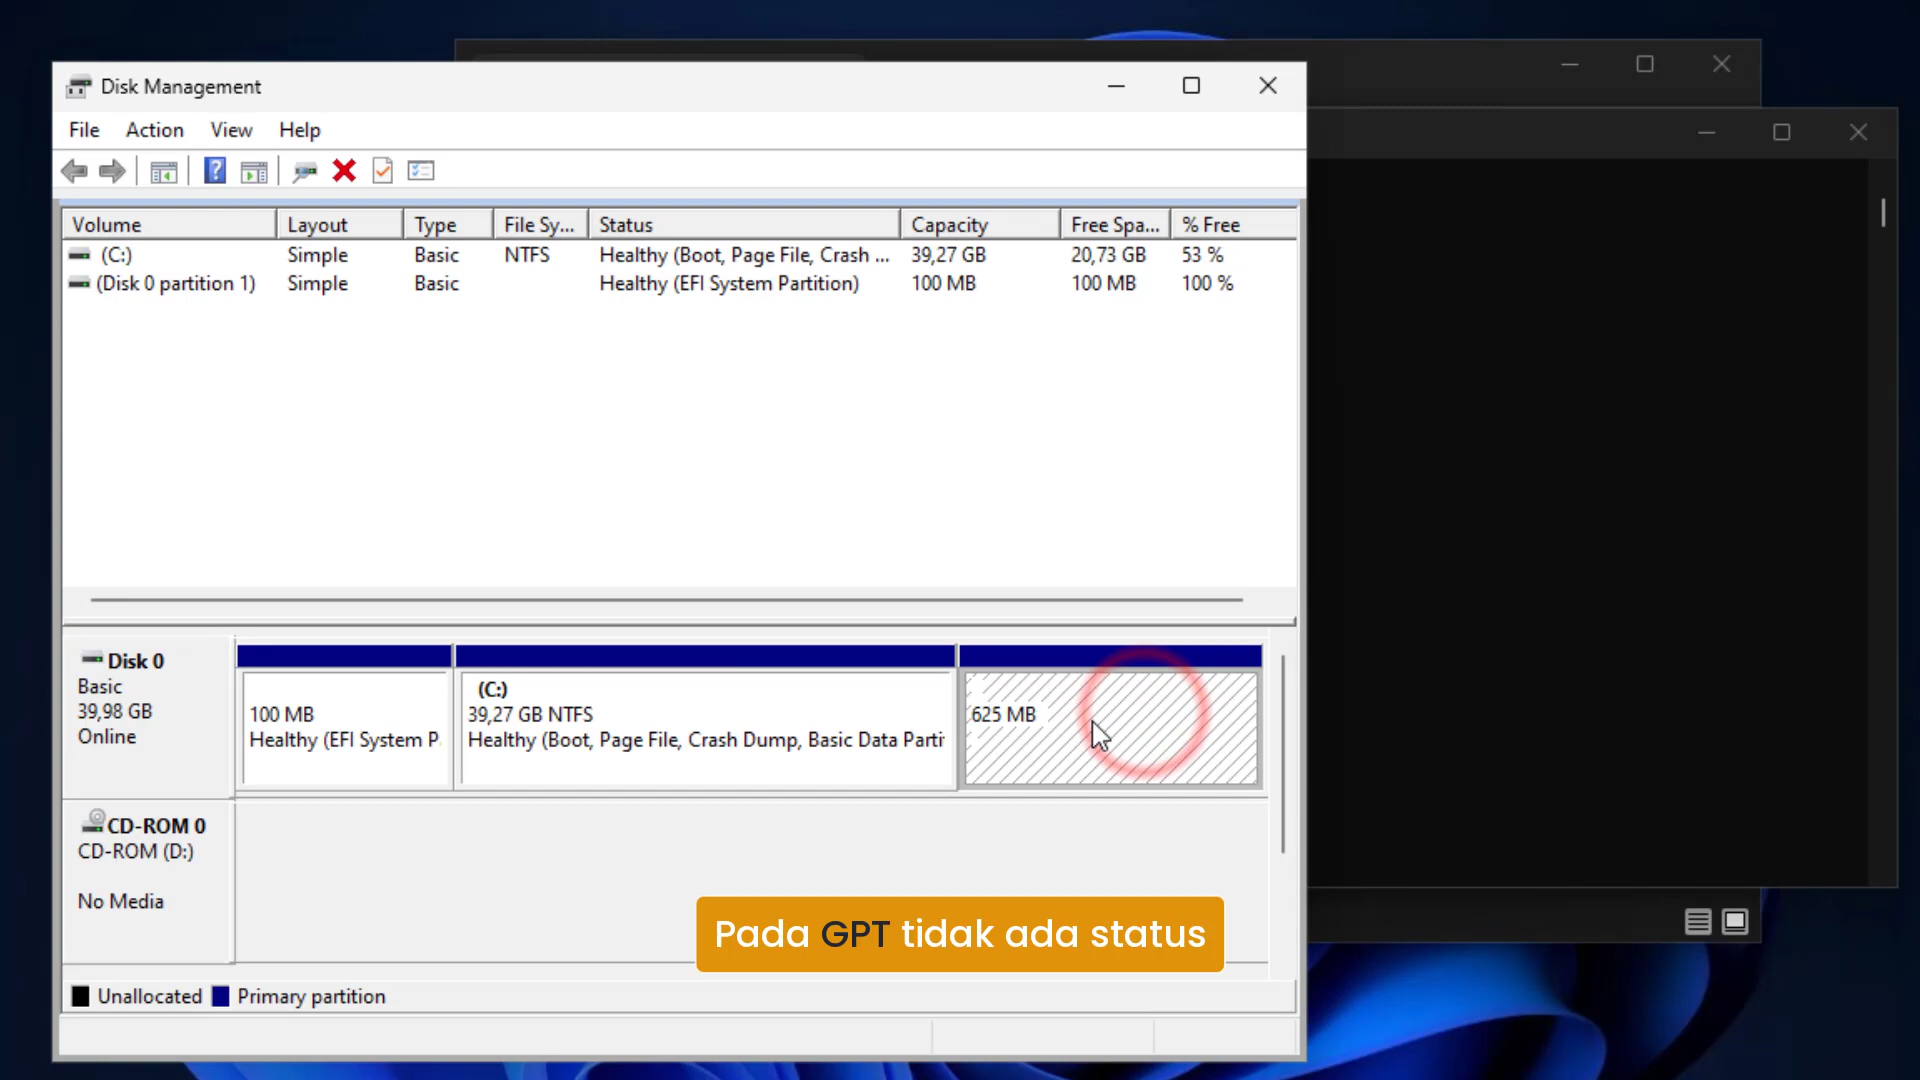 Disk Management
File Action View Help
Volume Layout Type File Sy... Status Capacity Free Spa... % Free
(C:) Simple Basic NTFS Healthy (Boot, Page File, Crash ... 39,27 GB 20,73 GB 53 %
(Disk 0 partition 1) Simple Basic Healthy (EFI System Partition) 100 MB 100 MB 100 %
Disk 0
Basic
39,98 GB
Online
100 MB
Healthy (EFI System P
(C:)
39,27 GB NTFS
Healthy (Boot, Page File, Crash Dump, Basic Data Parti
625 MB
CD-ROM 0
CD-ROM (D:)
No Media
Pada GPT tidak ada status
Unallocated Primary partition